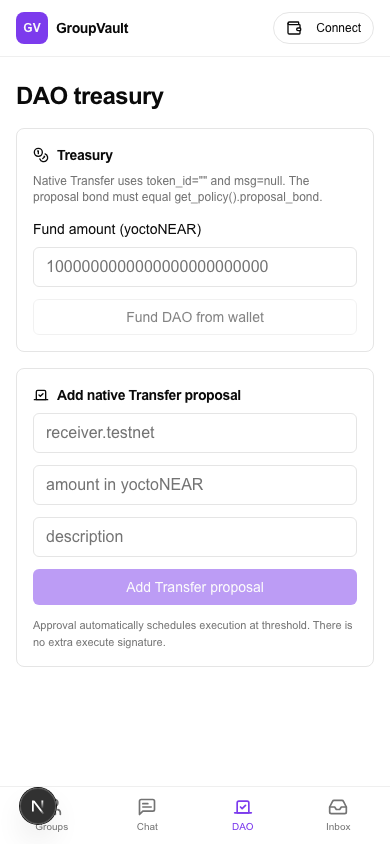 GV
GroupVault
Connect
DAO treasury
Treasury
Native Transfer uses token_id="" and msg=null. The
proposal bond must equal get_policy().proposal_bond.
Fund amount (yoctoNEAR)
1000000000000000000000000
Fund DAO from wallet
Add native Transfer proposal
receiver.testnet
amount in yoctoNEAR
description
Add Transfer proposal
Approval automatically schedules execution at threshold. There is
no extra execute signature.
N
Groups
Chat
DAO
Inbox